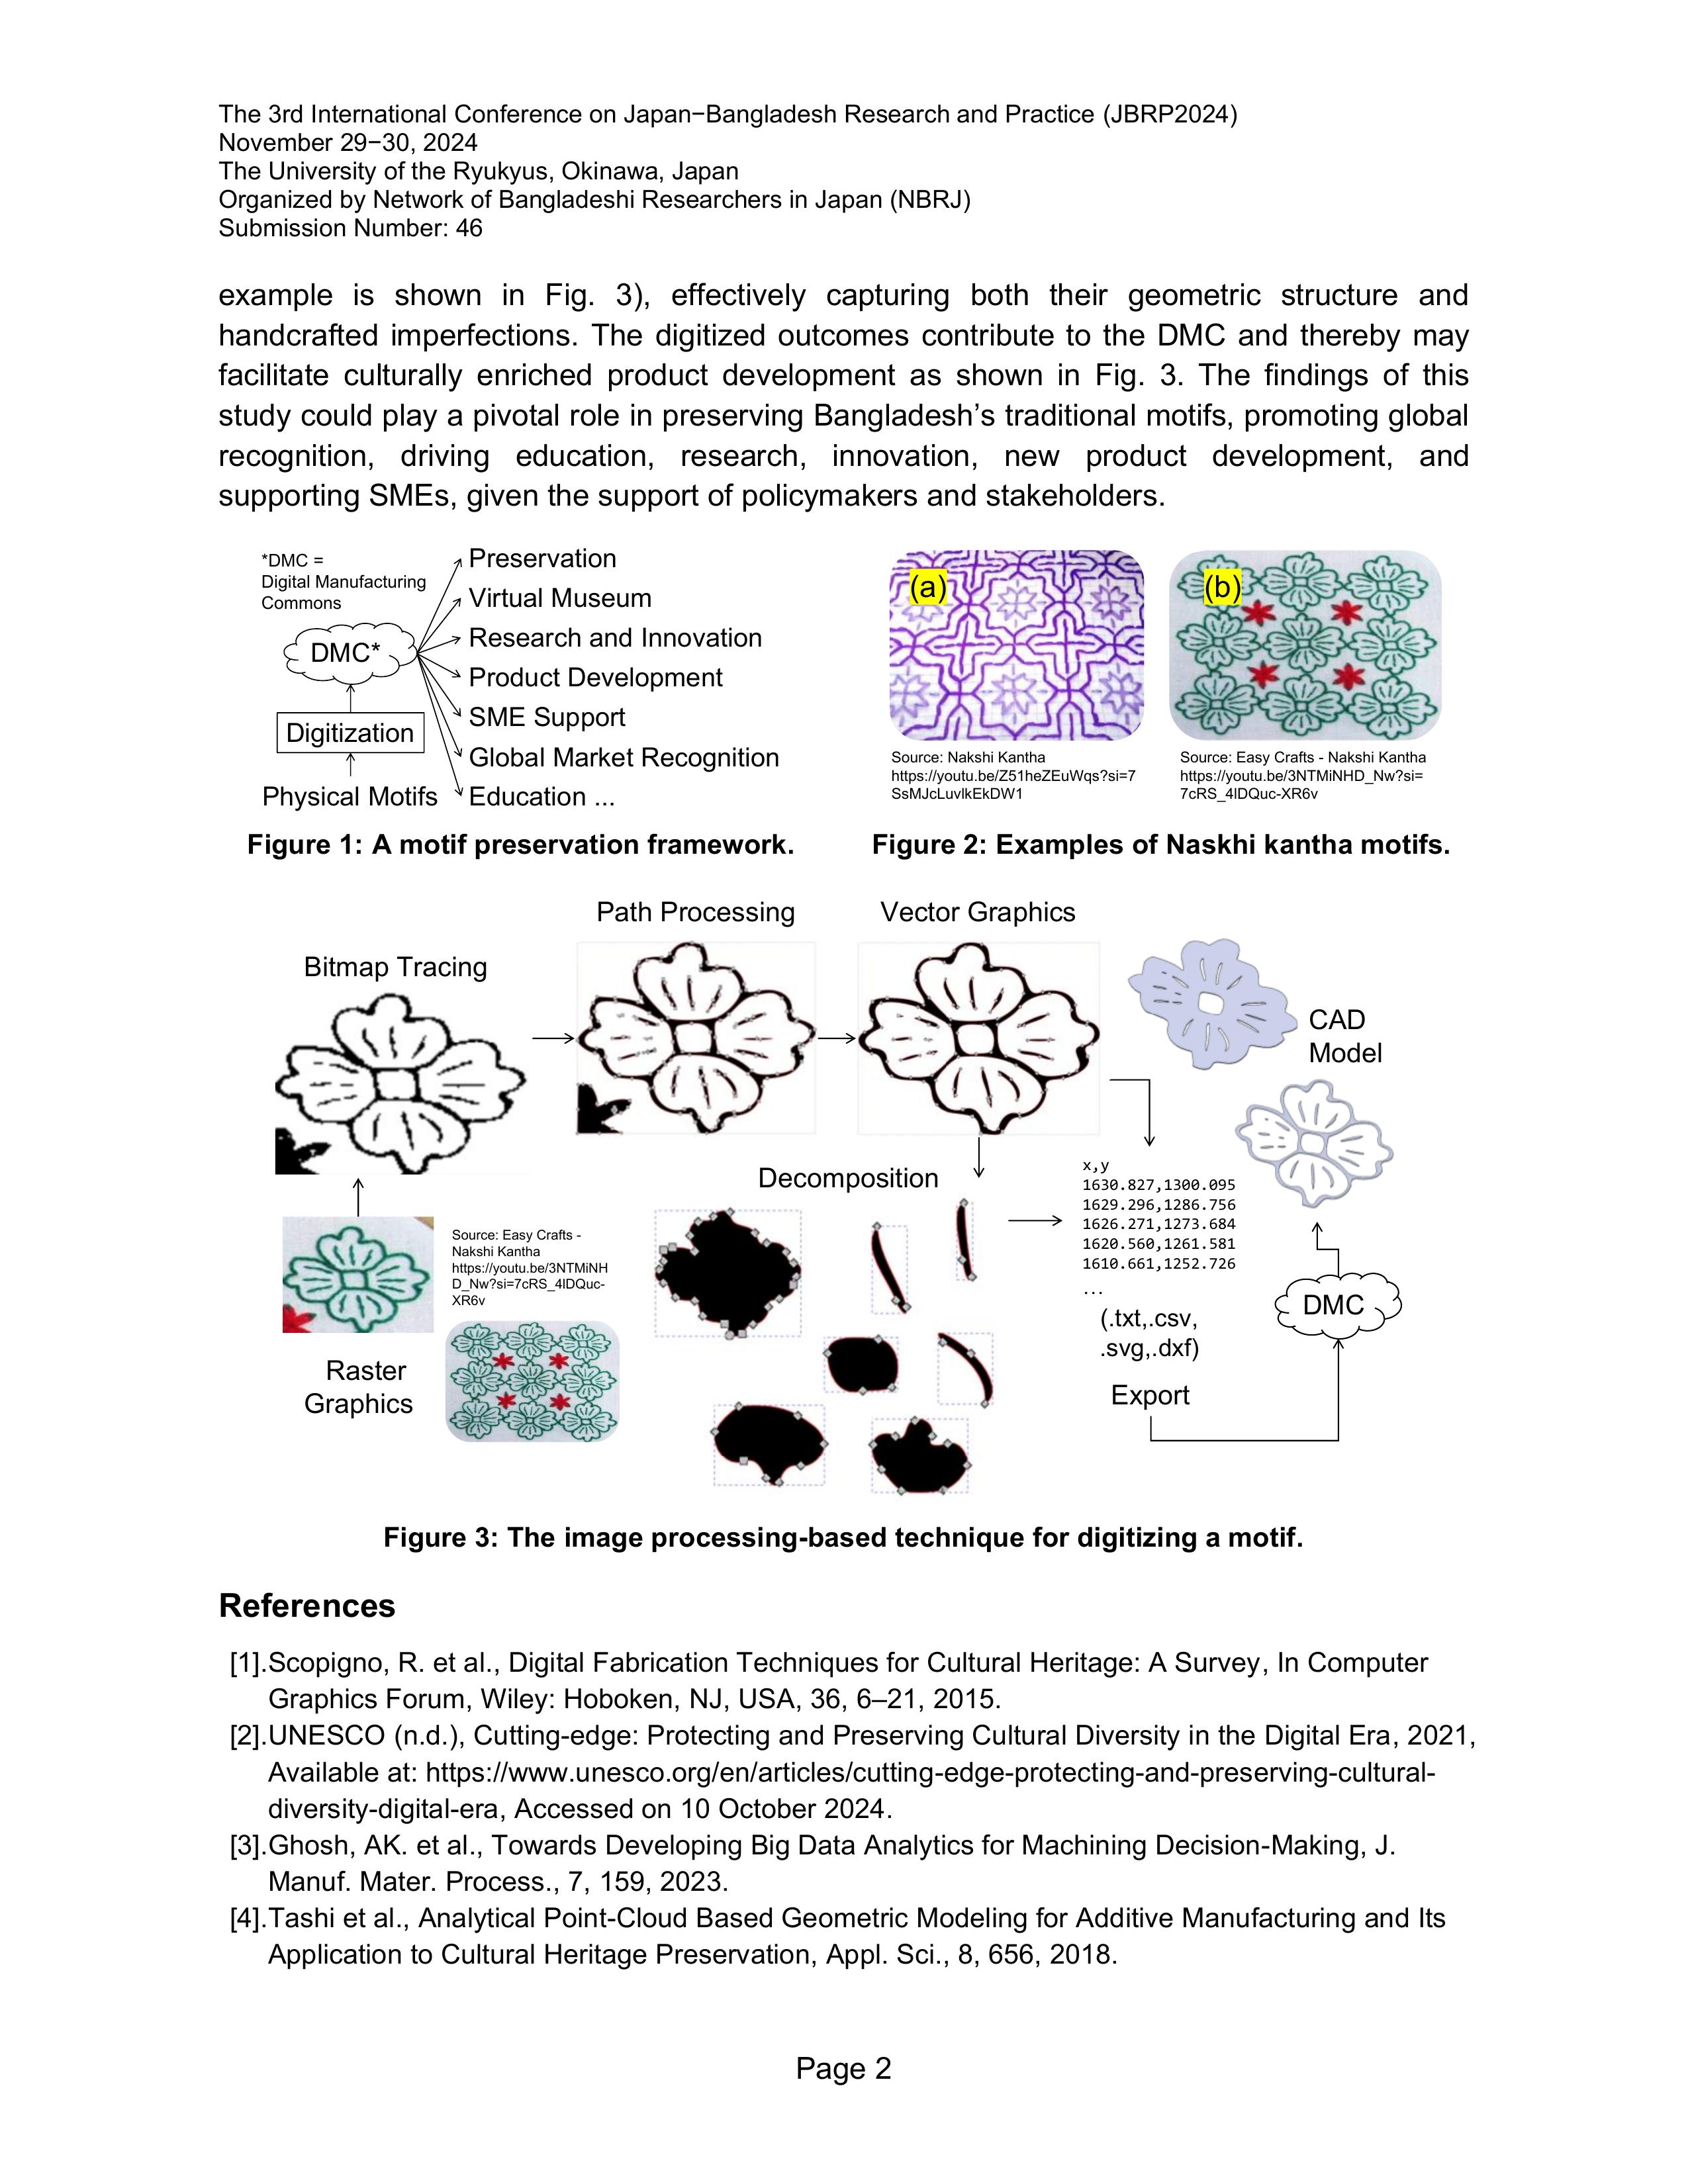 The 3rd International Conference on Japan−Bangladesh Research and Practice (JBRP2024)
November 29−30, 2024
The University of the Ryukyus, Okinawa, Japan
Organized by Network of Bangladeshi Researchers in Japan (NBRJ)
Submission Number: 46
example is shown in Fig. 3), effectively capturing both their geometric structure and
handcrafted imperfections. The digitized outcomes contribute to the DMC and thereby may
facilitate culturally enriched product development as shown in Fig. 3. The findings of this
study could play a pivotal role in preserving Bangladesh’s traditional motifs, promoting global
recognition, driving education, research, innovation, new product development, and
supporting SMEs, given the support of policymakers and stakeholders.
*DMC =
Digital Manufacturing
Commons
DMC*
Digitization
Physical Motifs
Preservation
Virtual Museum
Research and Innovation
Product Development
SME Support
Global Market Recognition
Education ...
Figure 1: A motif preservation framework.
(a)
Source: Nakshi Kantha
https://youtu.be/Z51heZEuWqs?si=7
SsMJcLuvlkEkDW1
(b)
Source: Easy Crafts - Nakshi Kantha
https://youtu.be/3NTMiNHD_Nw?si=
7cRS_4lDQuc-XR6v
Figure 2: Examples of Naskhi kantha motifs.
Bitmap Tracing
Path Processing
Vector Graphics
CAD
Model
Decomposition
x,y
1630.827,1300.095
1629.296,1286.756
1626.271,1273.684
1620.560,1261.581
1610.661,1252.726
...
(.txt,.csv,
.svg,.dxf)
Export
DMC
Source: Easy Crafts -
Nakshi Kantha
https://youtu.be/3NTMiNH
D_Nw?si=7cRS_4lDQuc-
XR6v
Raster
Graphics
Figure 3: The image processing-based technique for digitizing a motif.
References
[1].Scopigno, R. et al., Digital Fabrication Techniques for Cultural Heritage: A Survey, In Computer
Graphics Forum, Wiley: Hoboken, NJ, USA, 36, 6–21, 2015.
[2].UNESCO (n.d.), Cutting-edge: Protecting and Preserving Cultural Diversity in the Digital Era, 2021,
Available at: https://www.unesco.org/en/articles/cutting-edge-protecting-and-preserving-cultural-
diversity-digital-era, Accessed on 10 October 2024.
[3].Ghosh, AK. et al., Towards Developing Big Data Analytics for Machining Decision-Making, J.
Manuf. Mater. Process., 7, 159, 2023.
[4].Tashi et al., Analytical Point-Cloud Based Geometric Modeling for Additive Manufacturing and Its
Application to Cultural Heritage Preservation, Appl. Sci., 8, 656, 2018.
Page 2